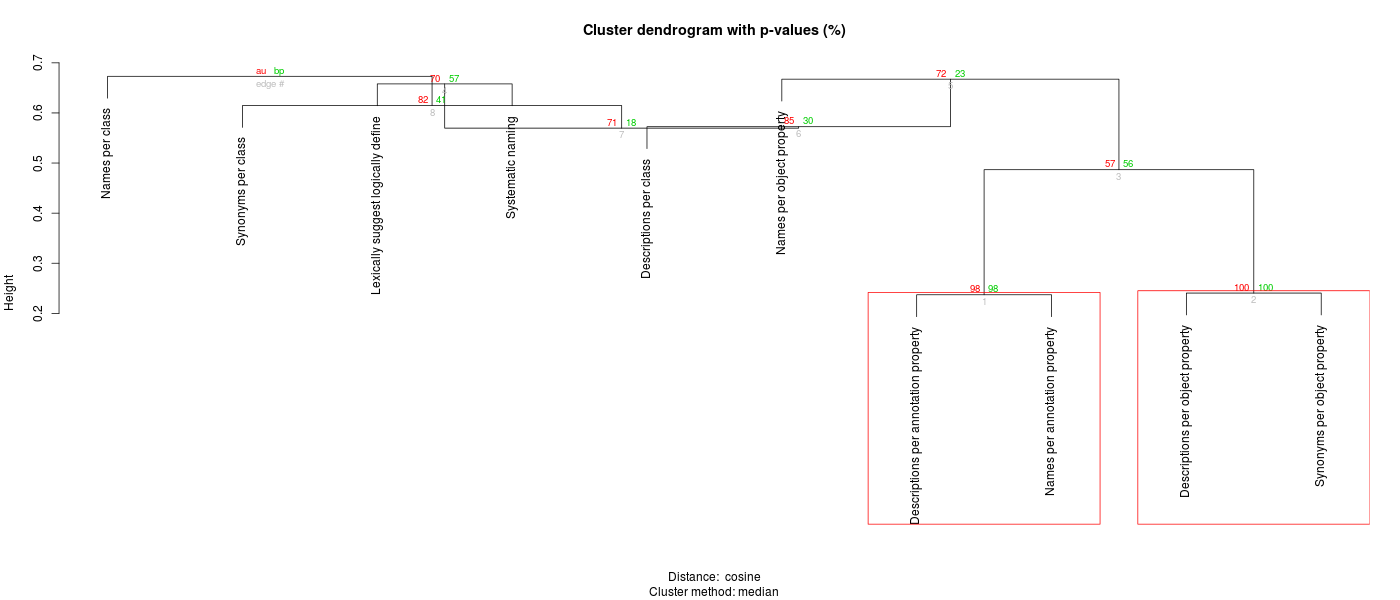 Cluster dendrogram with p-values (%)
Height
0.7
0.6
0.5
0.4
0.3
0.2
au bp
edge #
70 57
82 41
8
71 18
7
85 30
6
72 23
5
57 56
3
98 98
1
100 100
2
Names per class
Synonyms per class
Lexically suggest logically define
Systematic naming
Descriptions per class
Names per object property
Descriptions per annotation property
Names per annotation property
Descriptions per object property
Synonyms per object property
Distance: cosine
Cluster method: median